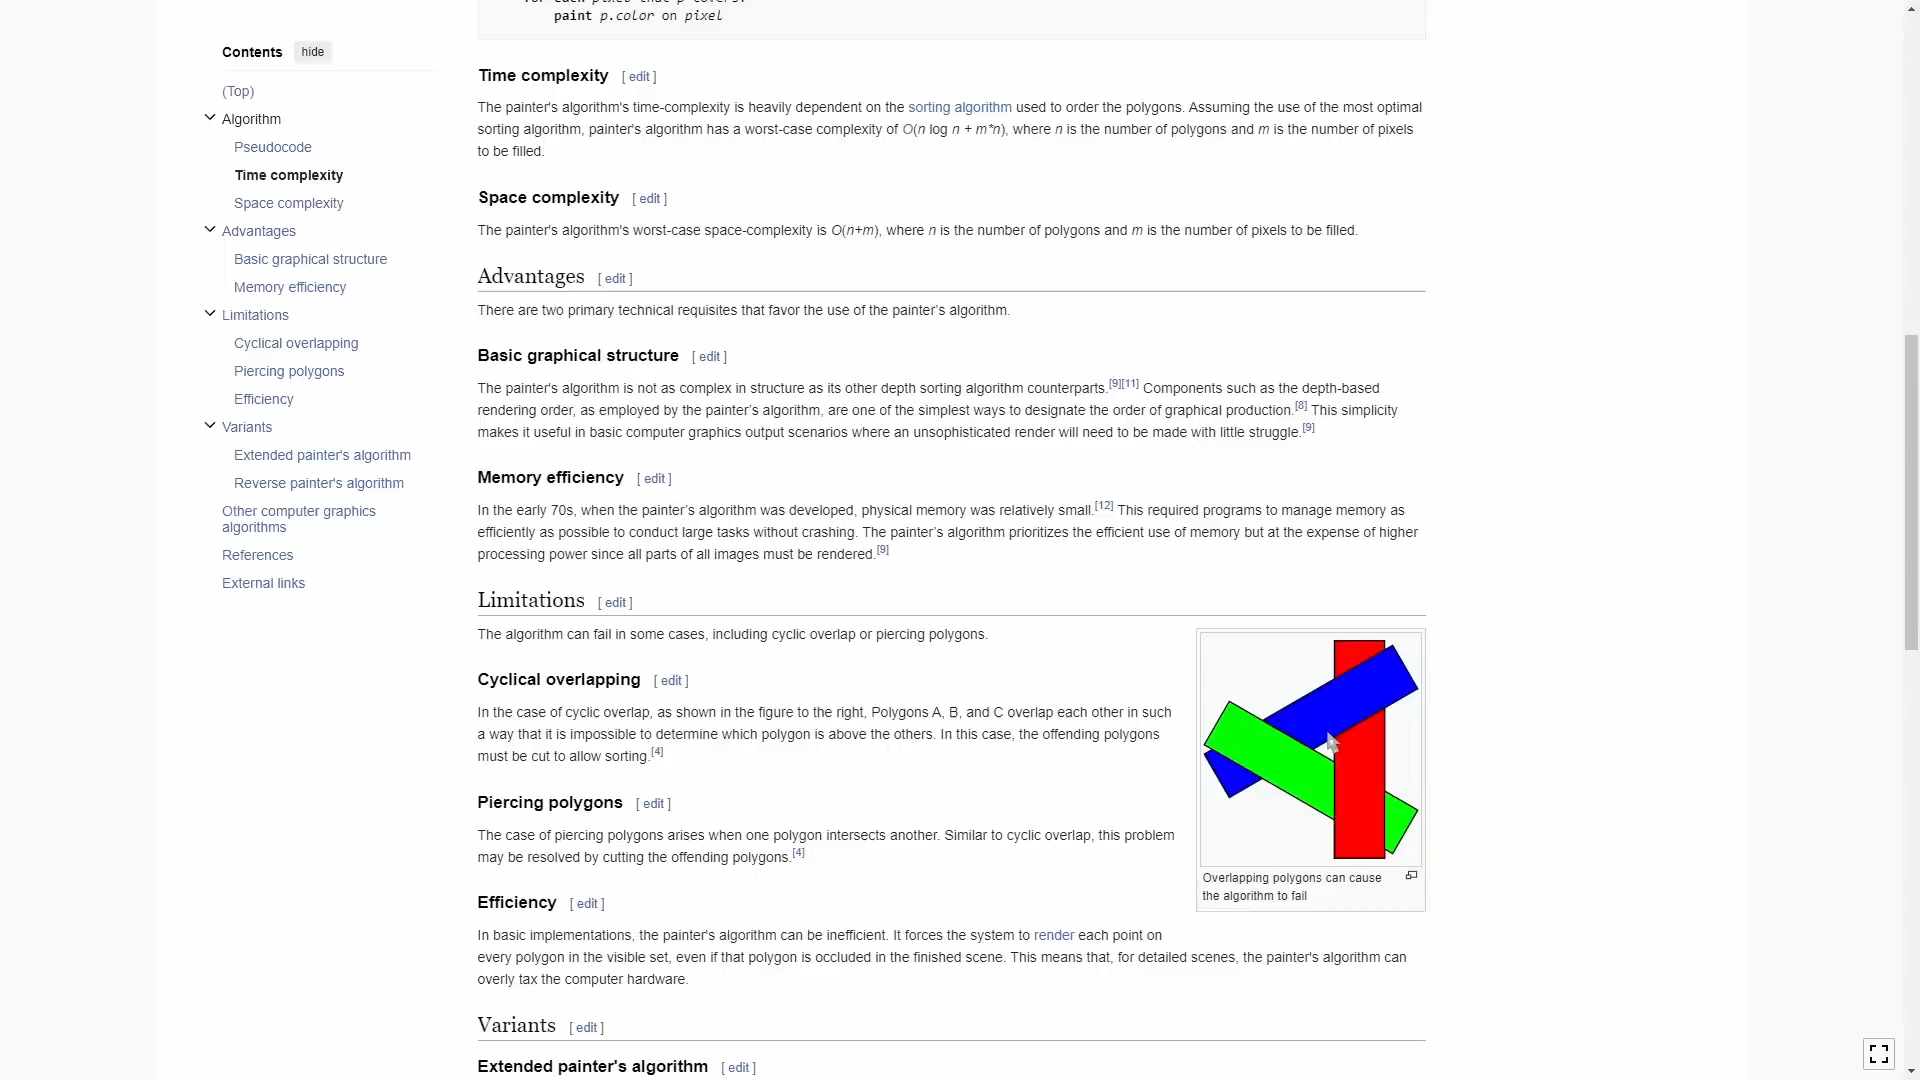 for each pixel that p covers:
paint p.color on pixel
Contents hide
(Top)
Algorithm
Pseudocode
Time complexity
Space complexity
Advantages
Basic graphical structure
Memory efficiency
Limitations
Cyclical overlapping
Piercing polygons
Efficiency
Variants
Extended painter's algorithm
Reverse painter's algorithm
Other computer graphics
algorithms
References
External links
Time complexity [ edit ]
The painter's algorithm's time-complexity is heavily dependent on the sorting algorithm used to order the polygons. Assuming the use of the most optimal
sorting algorithm, painter's algorithm has a worst-case complexity of O(n log n + m*n), where n is the number of polygons and m is the number of pixels
to be filled.
Space complexity [ edit ]
The painter's algorithm's worst-case space-complexity is O(n+m), where n is the number of polygons and m is the number of pixels to be filled.
Advantages [ edit ]
There are two primary technical requisites that favor the use of the painter’s algorithm.
Basic graphical structure [ edit ]
The painter's algorithm is not as complex in structure as its other depth sorting algorithm counterparts.[9][11] Components such as the depth-based
rendering order, as employed by the painter’s algorithm, are one of the simplest ways to designate the order of graphical production.[8] This simplicity
makes it useful in basic computer graphics output scenarios where an unsophisticated render will need to be made with little struggle.[9]
Memory efficiency [ edit ]
In the early 70s, when the painter’s algorithm was developed, physical memory was relatively small.[12] This required programs to manage memory as
efficiently as possible to conduct large tasks without crashing. The painter’s algorithm prioritizes the efficient use of memory but at the expense of higher
processing power since all parts of all images must be rendered.[9]
Limitations [ edit ]
The algorithm can fail in some cases, including cyclic overlap or piercing polygons.
Cyclical overlapping [ edit ]
In the case of cyclic overlap, as shown in the figure to the right, Polygons A, B, and C overlap each other in such
a way that it is impossible to determine which polygon is above the others. In this case, the offending polygons
must be cut to allow sorting.[4]
Piercing polygons [ edit ]
The case of piercing polygons arises when one polygon intersects another. Similar to cyclic overlap, this problem
may be resolved by cutting the offending polygons.[4]
Overlapping polygons can cause
the algorithm to fail
Efficiency [ edit ]
In basic implementations, the painter's algorithm can be inefficient. It forces the system to render each point on
every polygon in the visible set, even if that polygon is occluded in the finished scene. This means that, for detailed scenes, the painter's algorithm can
overly tax the computer hardware.
Variants [ edit ]
Extended painter's algorithm [ edit ]